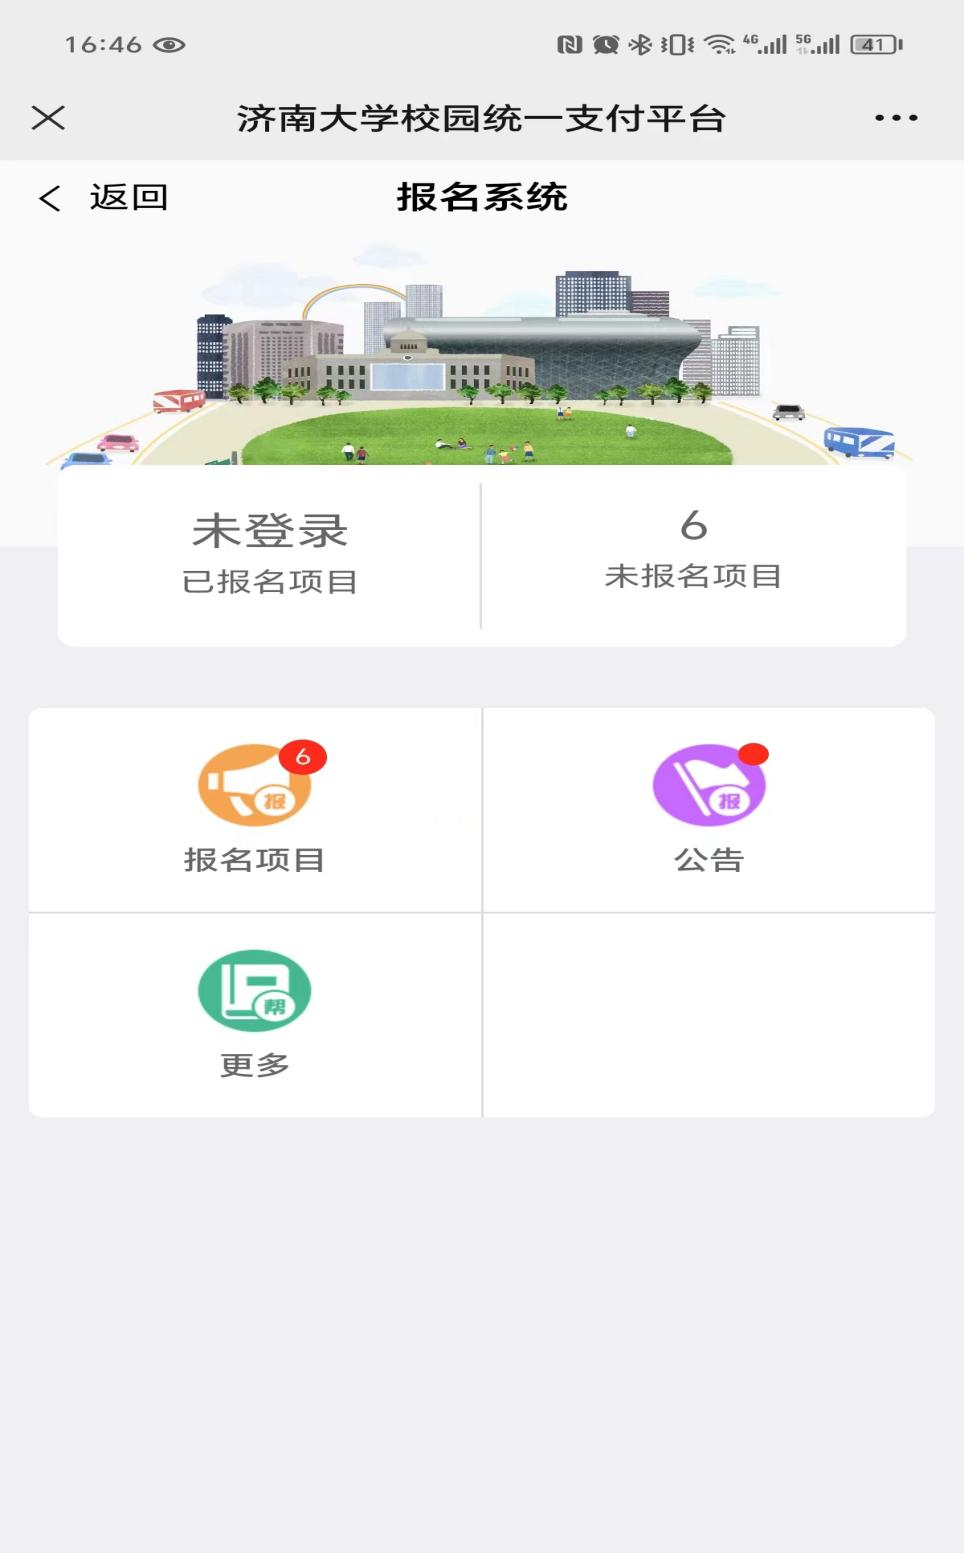 16:46
4G 5G 41
济南大学校园统一支付平台
返回
报名系统
未登录
已报名项目
6
未报名项目
报
6
报名项目
报
公告
帮
更多